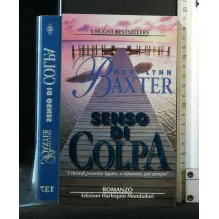 I NUOVI BESTSELLERS
LYNN
BAXTER
SENSO
DI
COLPA
"I ricordi possono legare, o separare, per sempre"
ROMANZO
Edizioni Harlequin Mondadori
BAXTER
SENSO DI COLPA